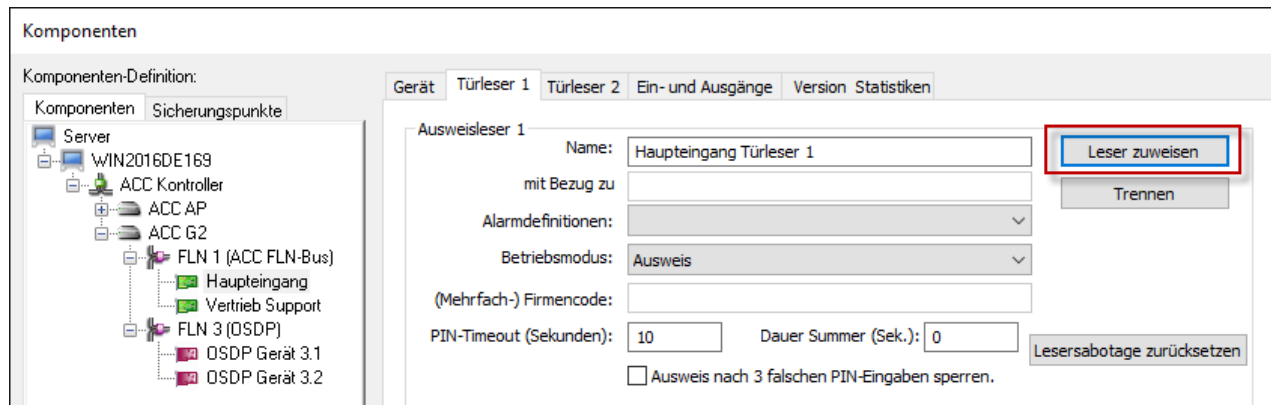 Komponenten
Komponenten-Definition:
Komponenten Sicherungspunkte
Server
WIN2016DE169
ACC Kontroller
ACC AP
ACC G2
FLN 1 (ACC FLN-Bus)
Haupteingang
Vertrieb Support
FLN 3 (OSDP)
OSDP Gerät 3.1
OSDP Gerät 3.2
Gerät Türleser 1 Türleser 2 Ein- und Ausgänge Version Statistiken
Ausweisleser 1
Name: Haupteingang Türleser 1 Leser zuweisen
mit Bezug zu Trennen
Alarmdefinitionen:
Betriebsmodus: Ausweis
(Mehrfach-) Firmencode:
PIN-Timeout (Sekunden): 10 Dauer Summer (Sek.): 0 Lesersabotage zurücksetzen
Ausweis nach 3 falschen PIN-Eingaben sperren.